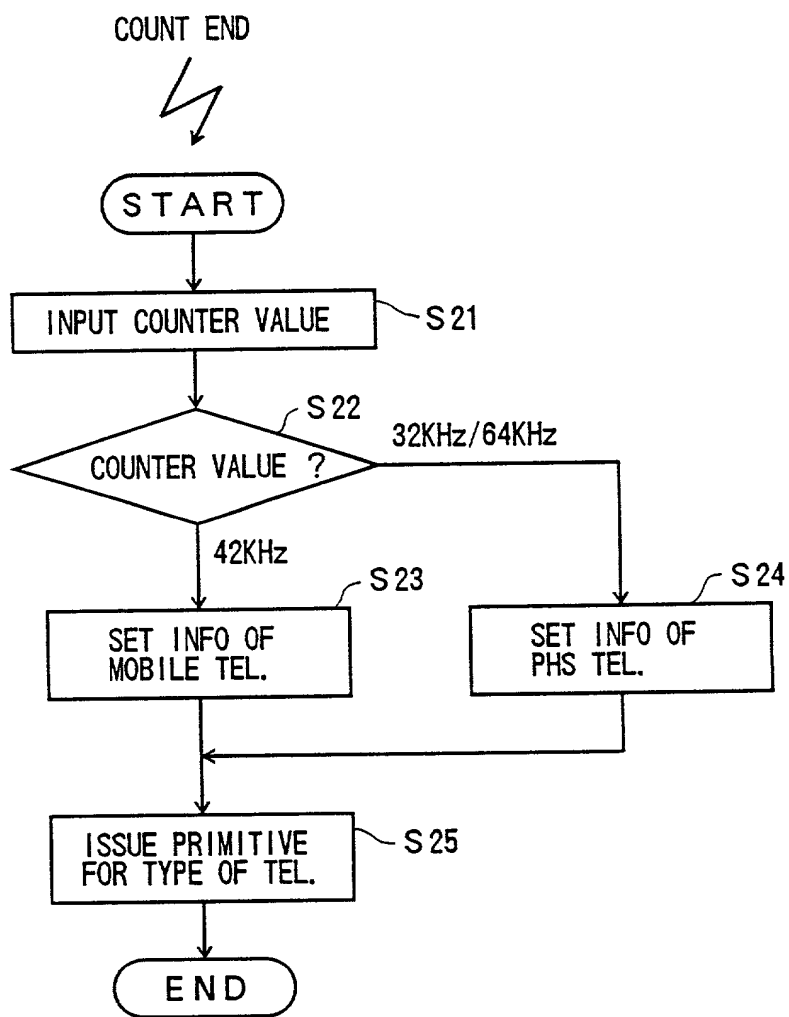 COUNT END
START
INPUT COUNTER VALUE
S21
S22
COUNTER VALUE ?
32KHz/64KHz
42KHz
S23
SET INFO OF
MOBILE TEL.
S24
SET INFO OF
PHS TEL.
ISSUE PRIMITIVE
FOR TYPE OF TEL.
S25
END